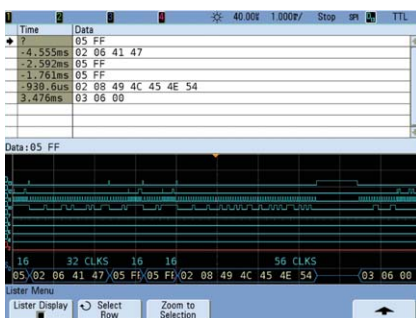 1 2 3 4 40.00% 1.000℧/ Stop SPI TTL
Time Data
? 05 FF
-4.555ms 02 06 41 47
-2.592ms 05 FF
-1.761ms 05 FF
-930.6us 02 08 49 4C 45 4E 54
3.476ms 03 06 00
Data:05 FF
16 32 CLKS 16 16 56 CLKS
05 02 06 41 47 05 FF 05 FF 02 08 49 4C 45 4E 54 03 06 00
Lister Menu
Lister Display Select Row Zoom to Selection